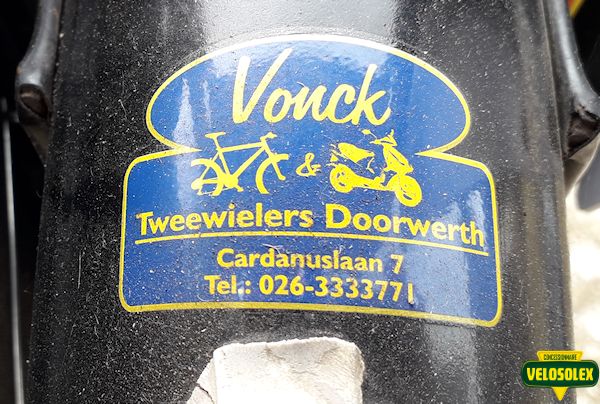 Vonck
&
Tweewielers Doorwerth
Cardanuslaan 7
Tel.: 026-3333771
CONCESSIONNAIRE
VELOSOLEX